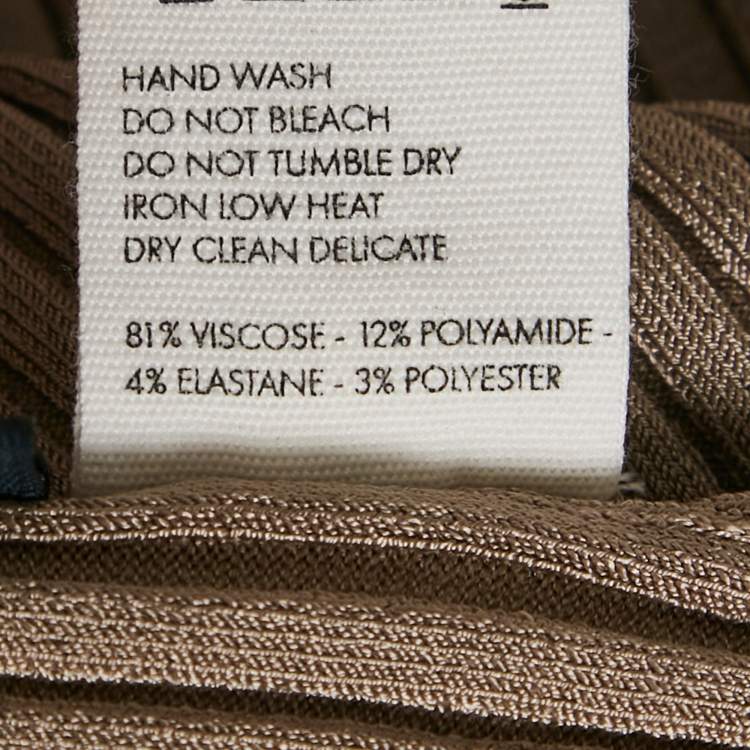 HAND WASH
DO NOT BLEACH
DO NOT TUMBLE DRY
IRON LOW HEAT
DRY CLEAN DELICATE
81% VISCOSE - 12% POLYAMIDE -
4% ELASTANE - 3% POLYESTER